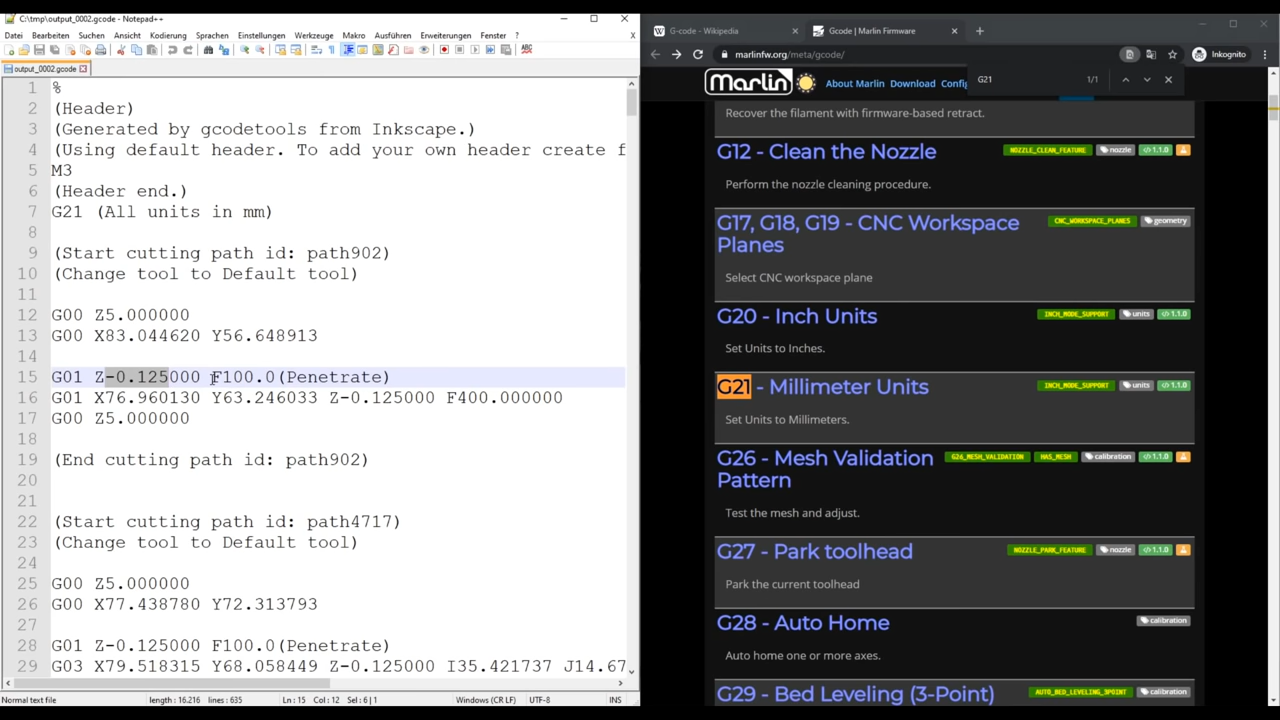 C:\tmp\output_0002.gcode - Notepad++
Datei Bearbeiten Suchen Ansicht Kodierung Sprachen Einstellungen Werkzeuge Makro Ausführen Erweiterungen Fenster ? X
output_0002.gcode
1 %
2 (Header)
3 (Generated by gcodetools from Inkscape.)
4 (Using default header. To add your own header create f
5 M3
6 (Header end.)
7 G21 (All units in mm)
8
9 (Start cutting path id: path902)
10 (Change tool to Default tool)
11
12 G00 Z5.000000
13 G00 X83.044620 Y56.648913
14
15 G01 Z-0.125000 F100.0(Penetrate)
16 G01 X76.960130 Y63.246033 Z-0.125000 F400.000000
17 G00 Z5.000000
18
19 (End cutting path id: path902)
20
21
22 (Start cutting path id: path4717)
23 (Change tool to Default tool)
24
25 G00 Z5.000000
26 G00 X77.438780 Y72.313793
27
28 G01 Z-0.125000 F100.0(Penetrate)
29 G03 X79.518315 Y68.058449 Z-0.125000 I35.421737 J14.67
Normal text file length : 16.216 lines : 635 Ln : 15 Col : 12 Sel : 6 | 1 Windows (CR LF) UTF-8 INS
W G-code - Wikipedia
Gcode | Marlin Firmware
marlinfw.org/meta/gcode/
Inkognito
Marlin About Marlin Download Config
G21 1/1
Recover the filament with firmware-based retract.
G12 - Clean the Nozzle NOZZLE_CLEAN_FEATURE nozzle 1.1.0
Perform the nozzle cleaning procedure.
G17, G18, G19 - CNC Workspace CNC_WORKSPACE_PLANES geometry
Planes
Select CNC workspace plane
G20 - Inch Units INCH_MODE_SUPPORT units 1.1.0
Set Units to Inches.
G21 - Millimeter Units INCH_MODE_SUPPORT units 1.1.0
Set Units to Millimeters.
G26 - Mesh Validation G26_MESH_VALIDATION HAS_MESH calibration 1.1.0
Pattern
Test the mesh and adjust.
G27 - Park toolhead NOZZLE_PARK_FEATURE nozzle 1.1.0
Park the current toolhead
G28 - Auto Home calibration
Auto home one or more axes.
G29 - Bed Leveling (3-Point) AUTO_BED_LEVELING_3POINT calibration